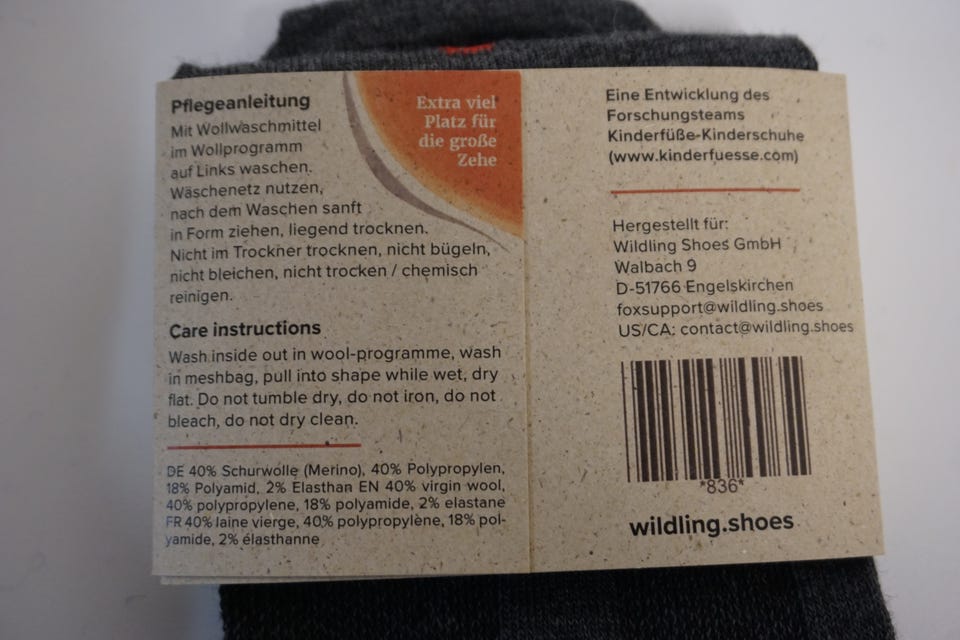 Pflegeanleitung
Mit Wollwaschmittel
im Wollprogramm
auf Links waschen.
Wäschenetz nutzen,
nach dem Waschen sanft
in Form ziehen, liegend trocknen.
Nicht im Trockner trocknen, nicht bügeln,
nicht bleichen, nicht trocken / chemisch
reinigen.
Care instructions
Wash inside out in wool-programme, wash
in meshbag, pull into shape while wet, dry
flat. Do not tumble dry, do not iron, do not
bleach, do not dry clean.
DE 40% Schurwolle (Merino), 40% Polypropylen,
18% Polyamid, 2% Elasthan EN 40% virgin wool,
40% polypropylene, 18% polyamide, 2% elastane
FR 40% laine vierge, 40% polypropylène, 18% pol-
yamide, 2% élasthanne
Extra viel
Platz für
die große
Zehe
Eine Entwicklung des
Forschungsteams
Kinderfüße-Kinderschuhe
(www.kinderfuesse.com)
Hergestellt für:
Wildling Shoes GmbH
Walbach 9
D-51766 Engelskirchen
foxsupport@wildling.shoes
US/CA: contact@wildling.shoes
*836*
wildling.shoes